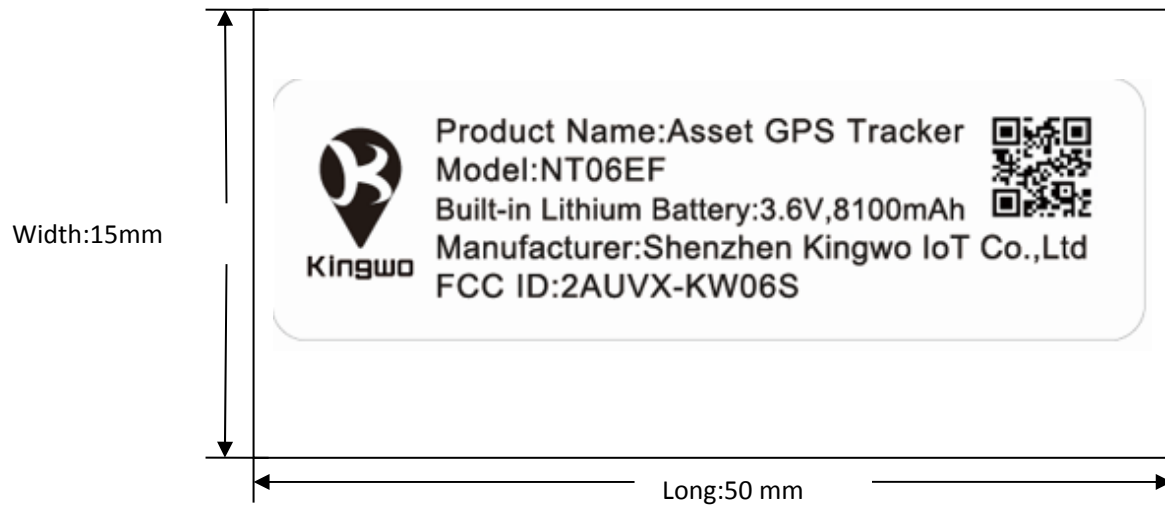 Product Name:Asset GPS Tracker
Model:NT06EF
Built-in Lithium Battery:3.6V,8100mAh
Manufacturer:Shenzhen Kingwo IoT Co.,Ltd
FCC ID:2AUVX-KW06S
Kingwo
Width:15mm
Long:50 mm